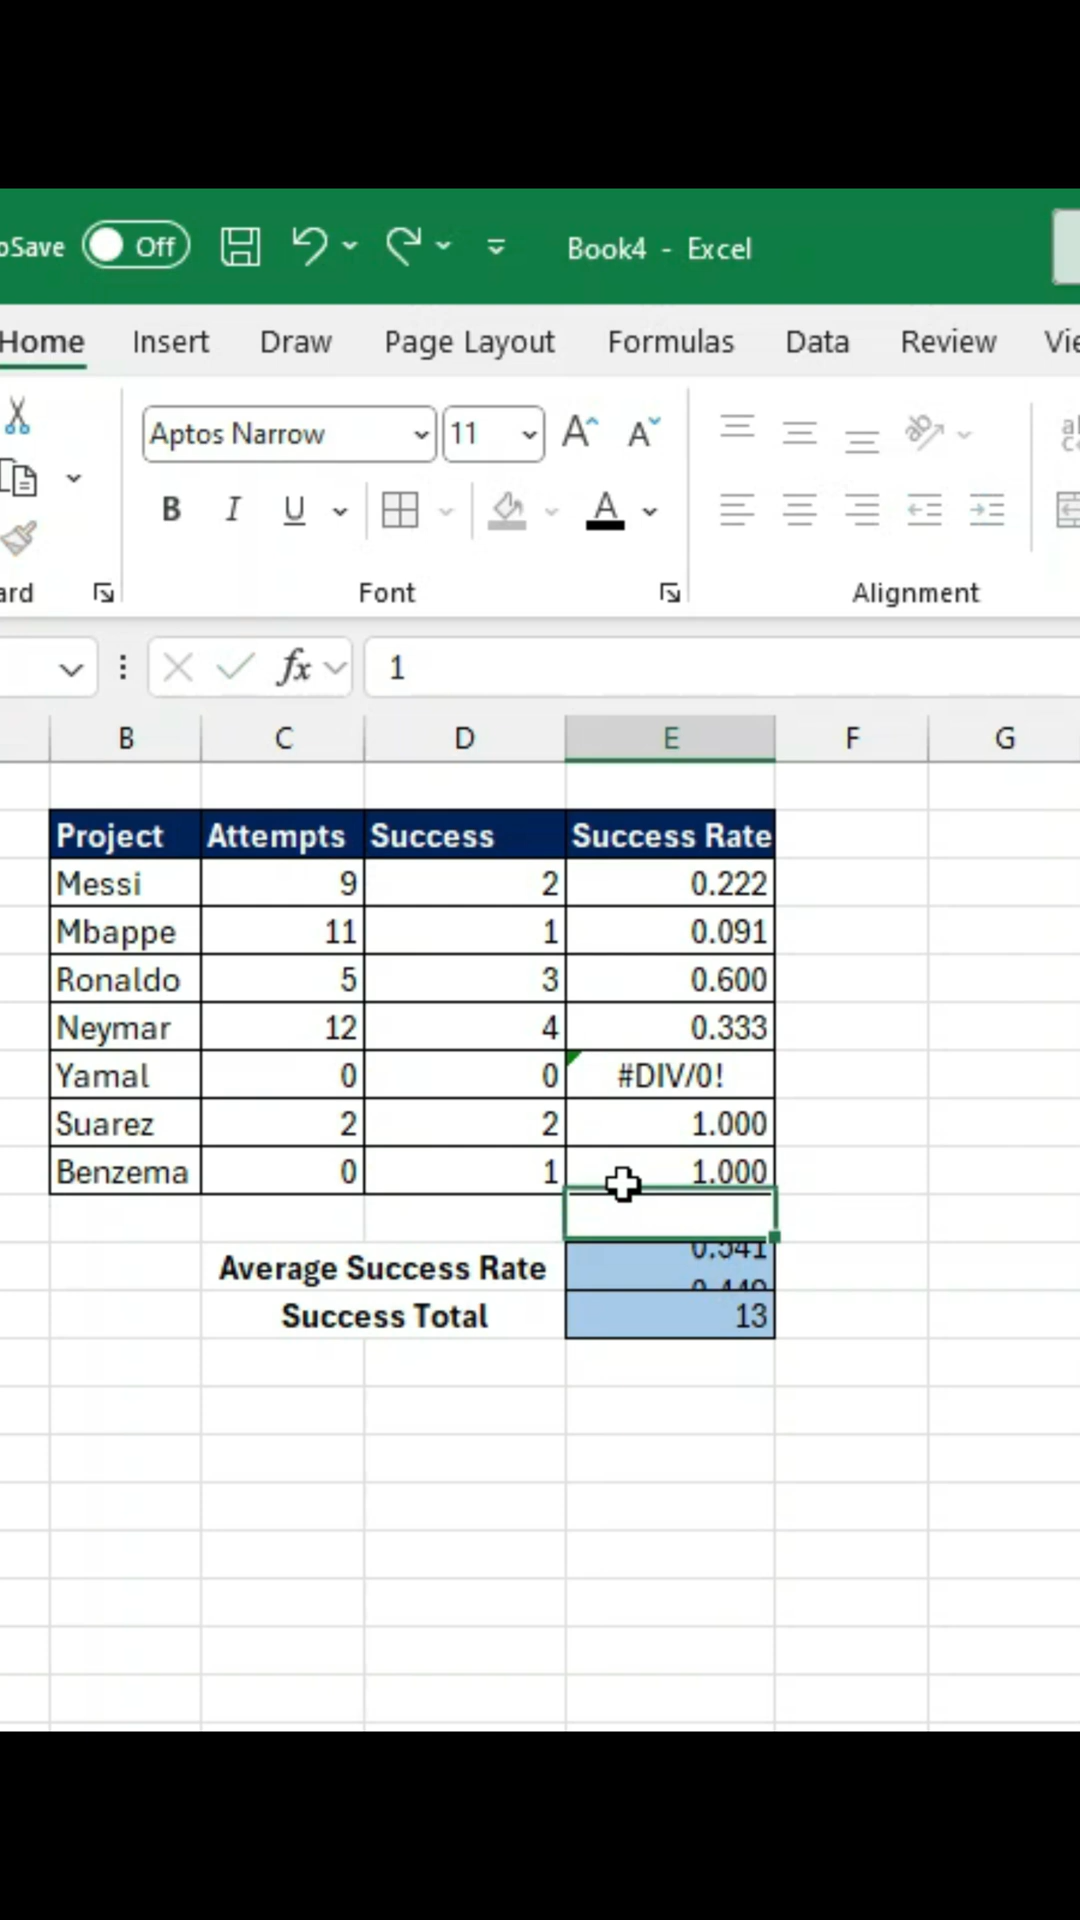 oSave Off Book4 - Excel
Home Insert Draw Page Layout Formulas Data Review Vie
Aptos Narrow 11 A A
B I U A
ard Font Alignment
fx 1
B C D E F G
Project Attempts Success Success Rate
Messi 9 2 0.222
Mbappe 11 1 0.091
Ronaldo 5 3 0.600
Neymar 12 4 0.333
Yamal 0 0 #DIV/0!
Suarez 2 2 1.000
Benzema 0 1 1.000
Average Success Rate 0.541
Success Total 13